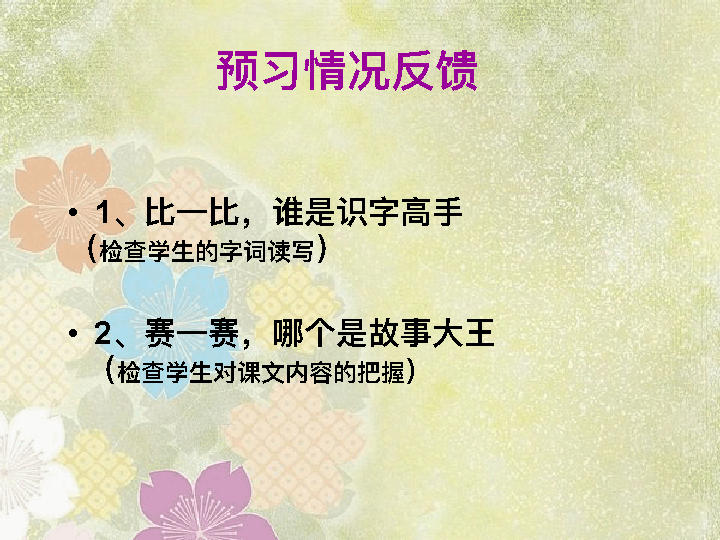 预习情况反馈
• 1、比一比，谁是识字高手
（检查学生的字词读写）
• 2、赛一赛，哪个是故事大王
（检查学生对课文内容的把握）